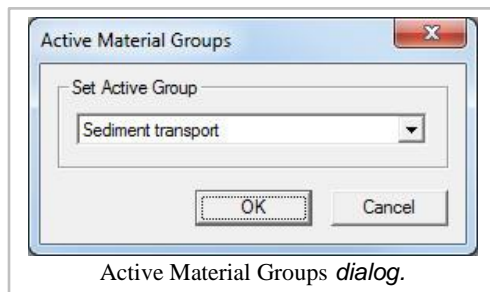 Active Material Groups
Set Active Group
Sediment transport
OK Cancel
Active Material Groups dialog.